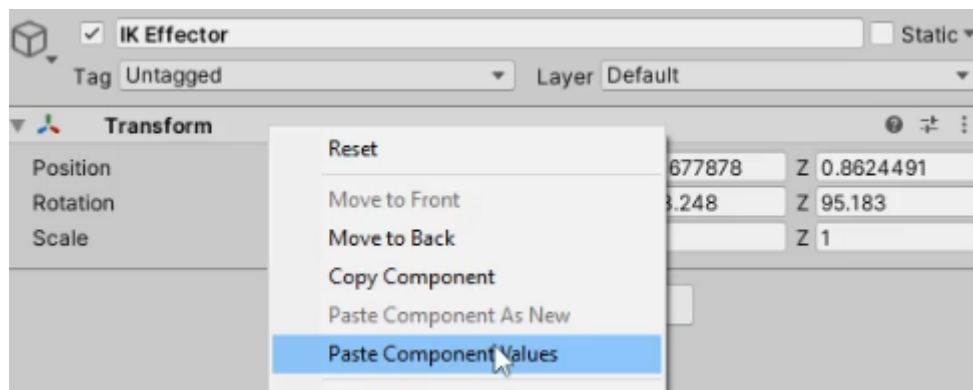 IK Effector Static
Tag Untagged Layer Default
Transform
Position 677878 Z 0.8624491
Rotation .248 Z 95.183
Scale Z 1
Reset
Move to Front
Move to Back
Copy Component
Paste Component As New
Paste Component Values